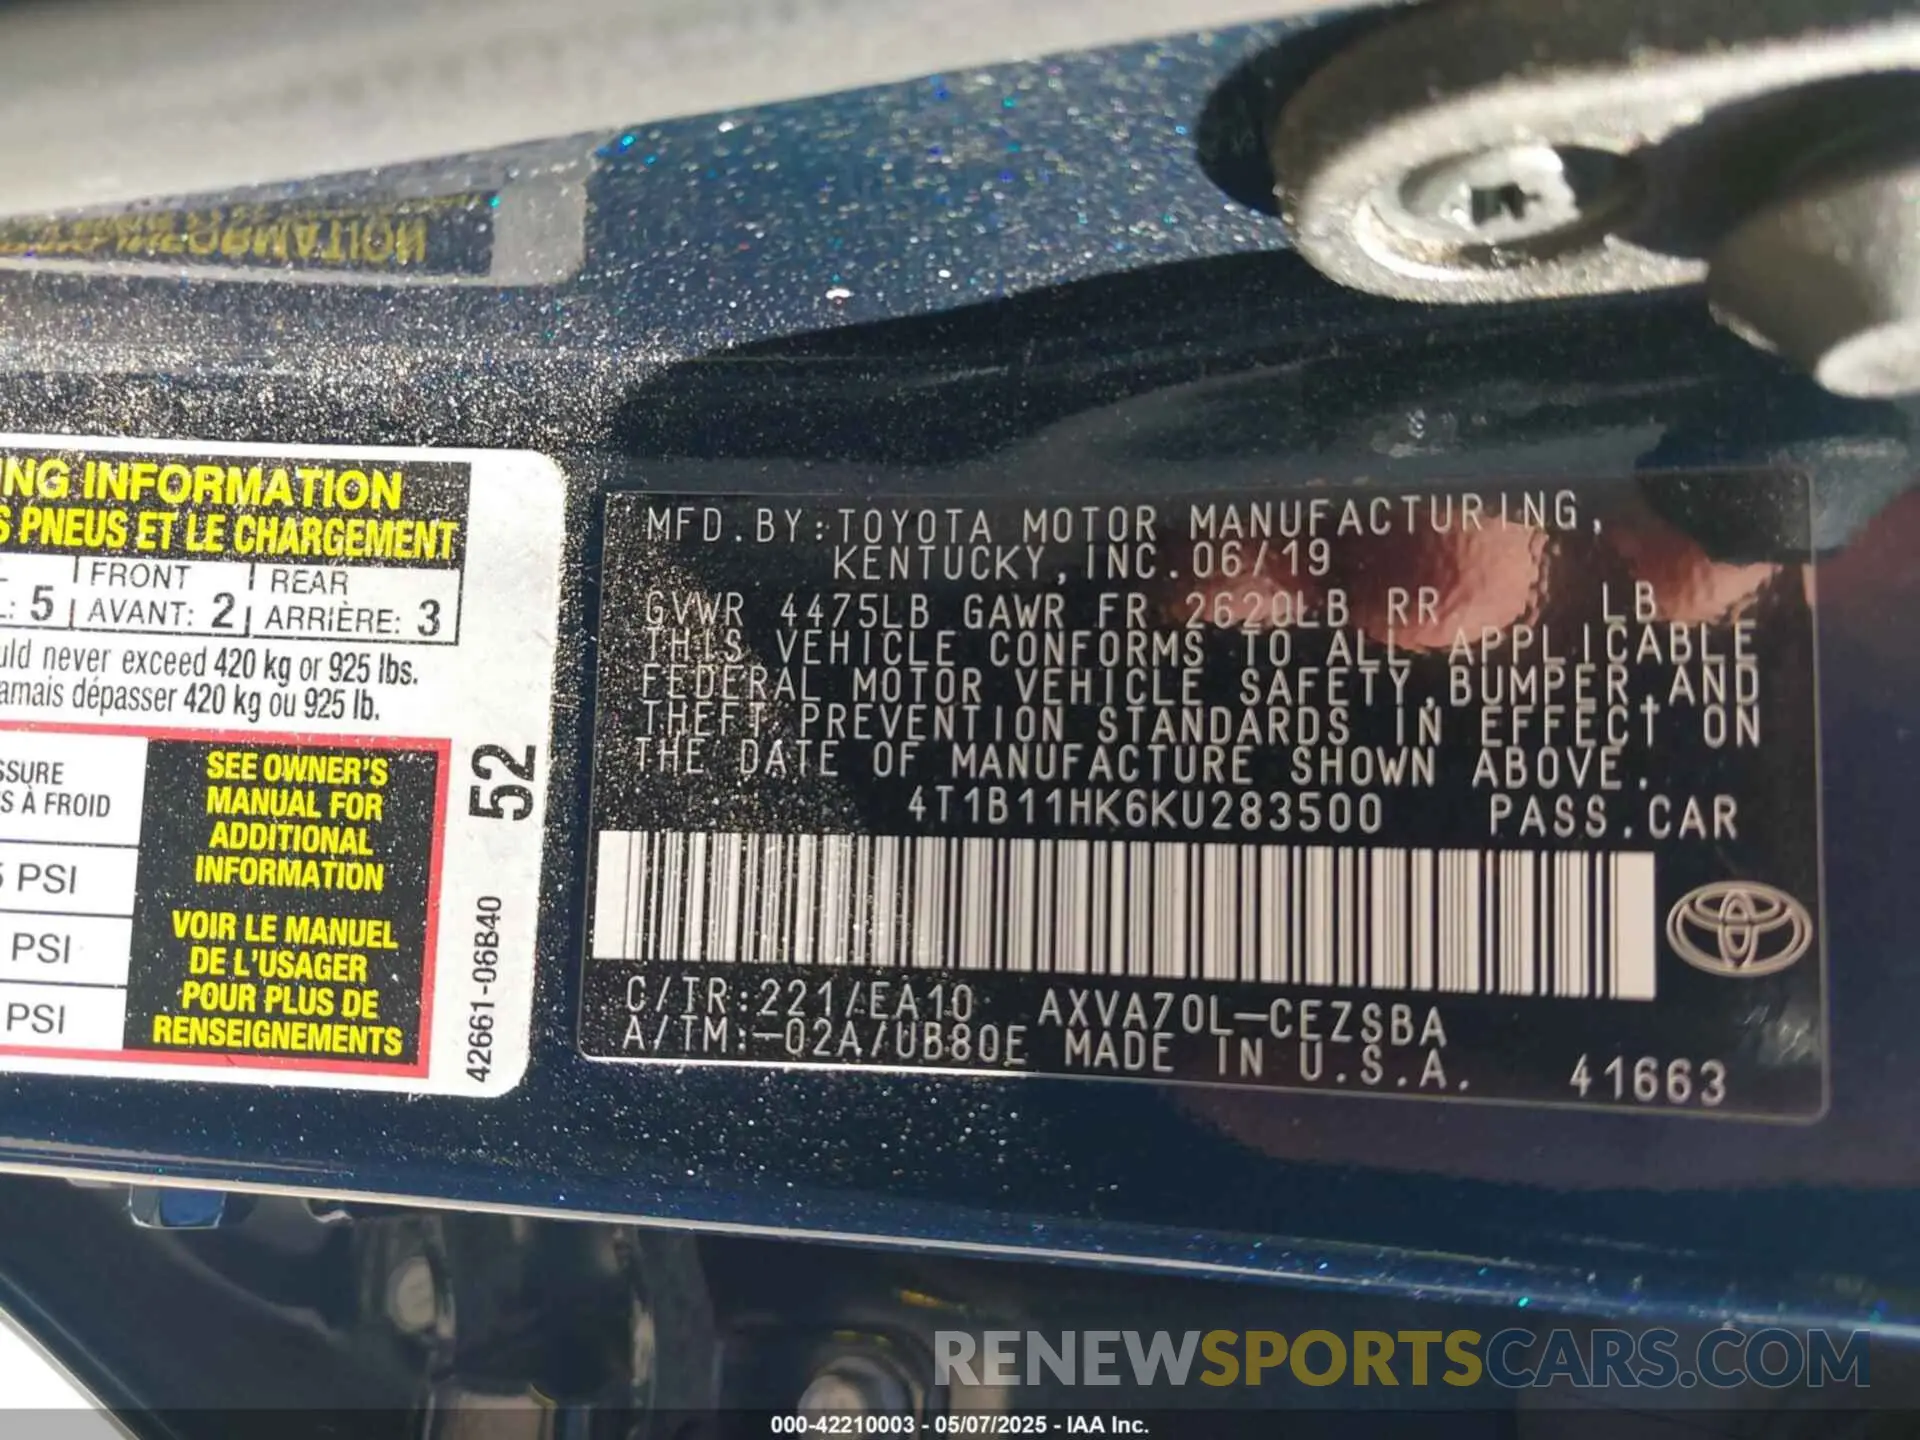 NG INFORMATION
S PNEUS ET LE CHARGEMENT
FRONT REAR
: 5 AVANT: 2 ARRIÈRE: 3
uld never exceed 420 kg or 925 lbs.
amais dépasser 420 kg ou 925 lb.
SSURE
S À FROID
5 PSI
PSI
PSI
SEE OWNER'S
MANUAL FOR
ADDITIONAL
INFORMATION
VOIR LE MANUEL
DE L'USAGER
POUR PLUS DE
RENSEIGNEMENTS
42661-06B40 52
MFD.BY:TOYOTA MOTOR MANUFACTURING,
KENTUCKY,INC.06/19
GVWR 4475LB GAWR FR 2620LB RR LB
THIS VEHICLE CONFORMS TO ALL APPLICABLE
FEDERAL MOTOR VEHICLE SAFETY,BUMPER,AND
THEFT PREVENTION STANDARDS IN EFFECT ON
THE DATE OF MANUFACTURE SHOWN ABOVE.
4T1B11HK6KU283500 PASS.CAR
C/TR:221/EA10 AXVA70L-CEZSBA
A/TM:-02A/UB80E MADE IN U.S.A. 41663
RENEWSPORTSCARS.COM
000-42210003 - 05/07/2025 - IAA Inc.